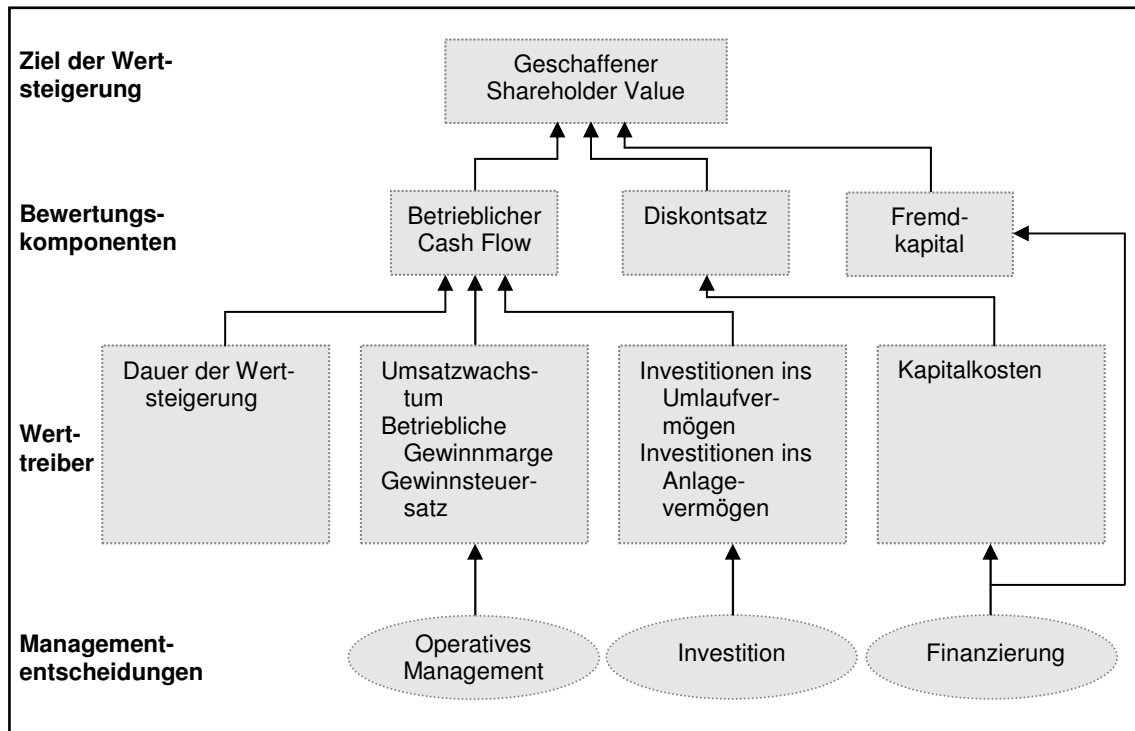 Ziel der Wert-
steigerung
Geschaffener
Shareholder Value
Bewertungs-
komponenten
Betrieblicher
Cash Flow
Diskontsatz
Fremd-
kapital
Wert-
treiber
Dauer der Wert-
steigerung
Umsatzwachs-
tum
Betriebliche
Gewinnmarge
Gewinnsteuer-
satz
Investitionen ins
Umlaufver-
mögen
Investitionen ins
Anlage-
vermögen
Kapitalkosten
Management-
entscheidungen
Operatives
Management
Investition
Finanzierung